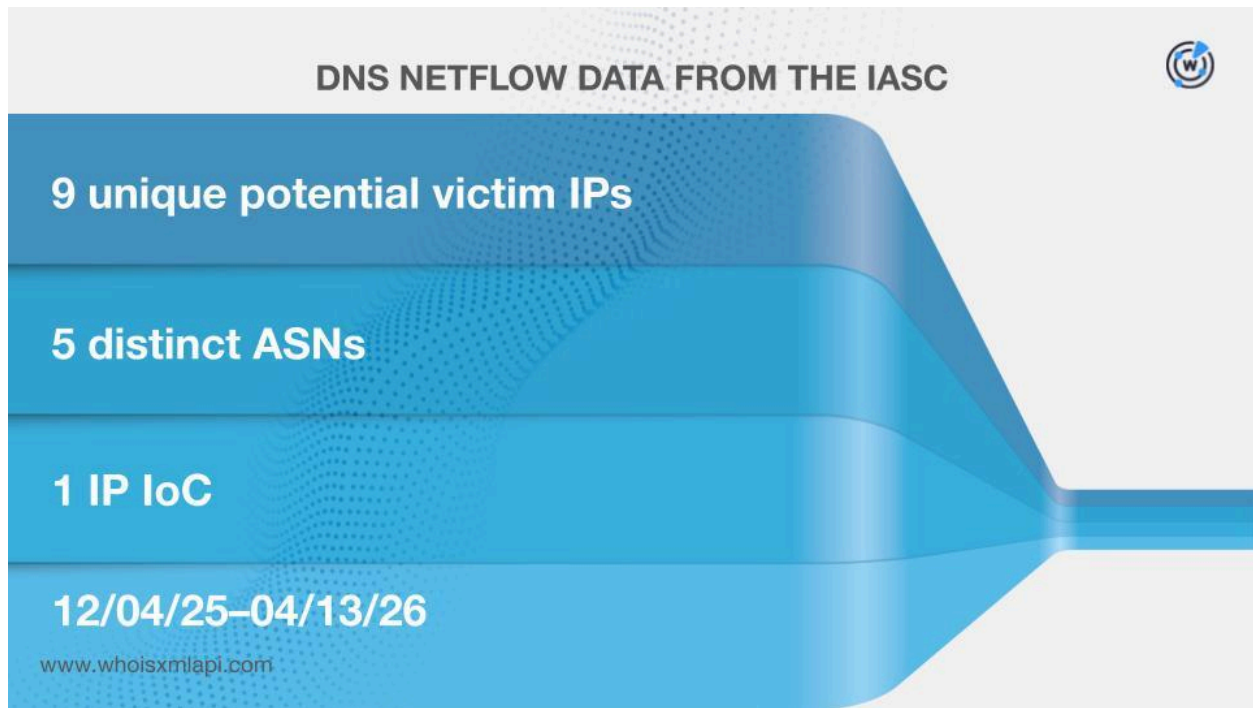 DNS NETFLOW DATA FROM THE IASC
W
9 unique potential victim IPs
5 distinct ASNs
1 IP IoC
12/04/25–04/13/26
www.whoisxmlapi.com